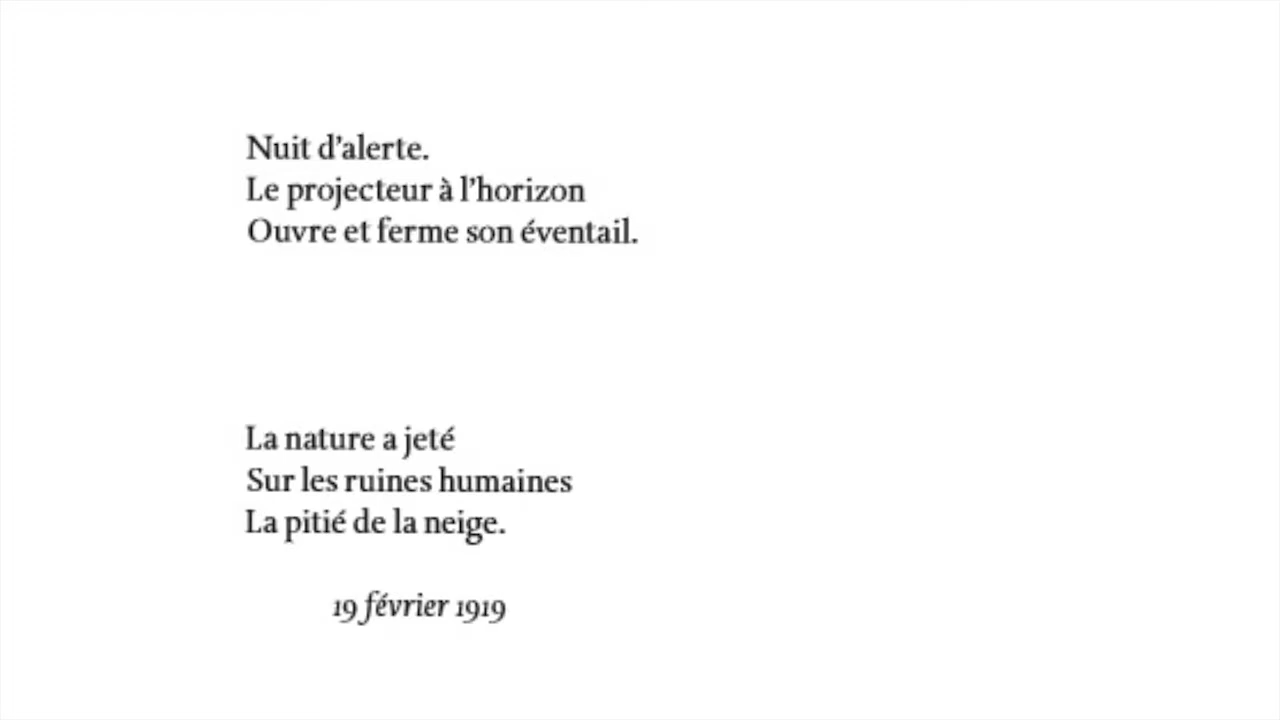 Nuit d’alerte.
Le projecteur à l’horizon
Ouvre et ferme son éventail.
La nature a jeté
Sur les ruines humaines
La pitié de la neige.
19 février 1919